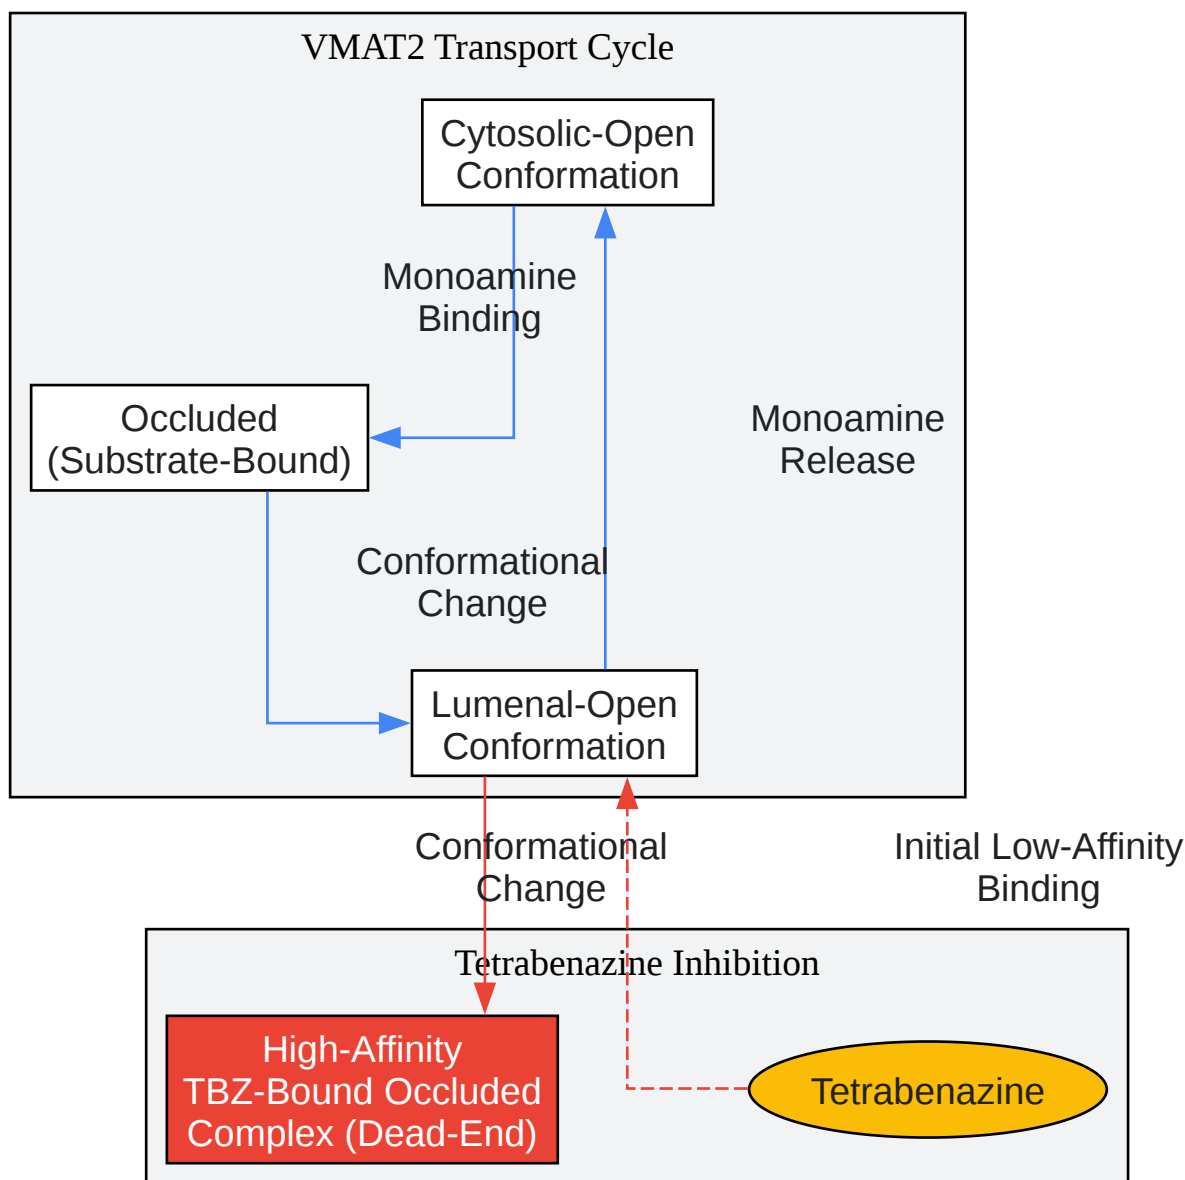 VMAT2 Transport Cycle
Cytosolic-Open
Conformation
Monoamine
Binding
Occluded
(Substrate-Bound)
Monoamine
Release
Conformational
Change
Lumenal-Open
Conformation
Conformational
Change
Initial Low-Affinity
Binding
Tetrabenazine Inhibition
High-Affinity
TBZ-Bound Occluded
Complex (Dead-End)
Tetrabenazine